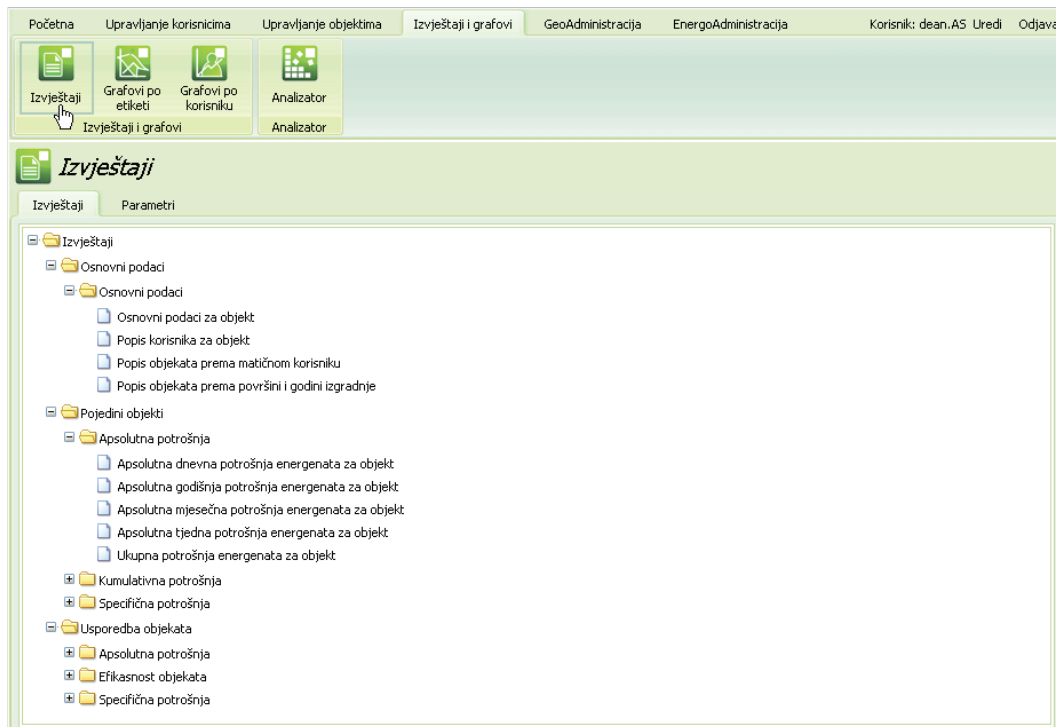 Početna Upravljanje korisnicima Upravljanje objektima Izvještaji i grafovi GeoAdministracija EnergoAdministracija Korisnik: dean.AS Uredi Odjava
Izvještaji Grafovi po etiketi Grafovi po korisniku Analizator
Izvještaji i grafovi Analizator
Izvještaji
Izvještaji Parametri
Izvještaji
Osnovni podaci
Osnovni podaci
Osnovni podaci za objekt
Popis korisnika za objekt
Popis objekata prema matičnom korisniku
Popis objekata prema površini i godini izgradnje
Pojedini objekti
Apsolutna potrošnja
Apsolutna dnevna potrošnja energenata za objekt
Apsolutna godišnja potrošnja energenata za objekt
Apsolutna mjesečna potrošnja energenata za objekt
Apsolutna tjedna potrošnja energenata za objekt
Ukupna potrošnja energenata za objekt
Kumulativna potrošnja
Specifična potrošnja
Usporedba objekata
Apsolutna potrošnja
Efikasnost objekata
Specifična potrošnja